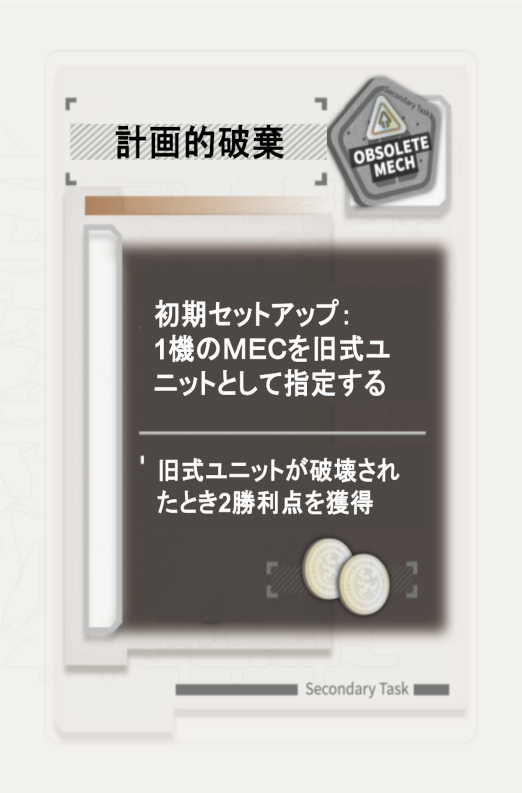 Secondary Task
OBSOLETE
MECH
計画的破棄
初期セットアップ：
1機のMECを旧式ユ
ニットとして指定する
旧式ユニットが破壊され
たとき2勝利点を獲得
Secondary Task